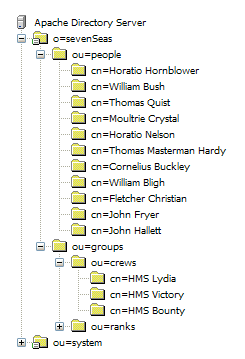 Apache Directory Server
o=sevenSeas
ou=people
cn=Horatio Hornblower
cn=William Bush
cn=Thomas Quist
cn=Moultrie Crystal
cn=Horatio Nelson
cn=Thomas Masterman Hardy
cn=Cornelius Buckley
cn=William Bligh
cn=Fletcher Christian
cn=John Fryer
cn=John Hallett
ou=groups
ou=crews
cn=HMS Lydia
cn=HMS Victory
cn=HMS Bounty
ou=ranks
ou=system